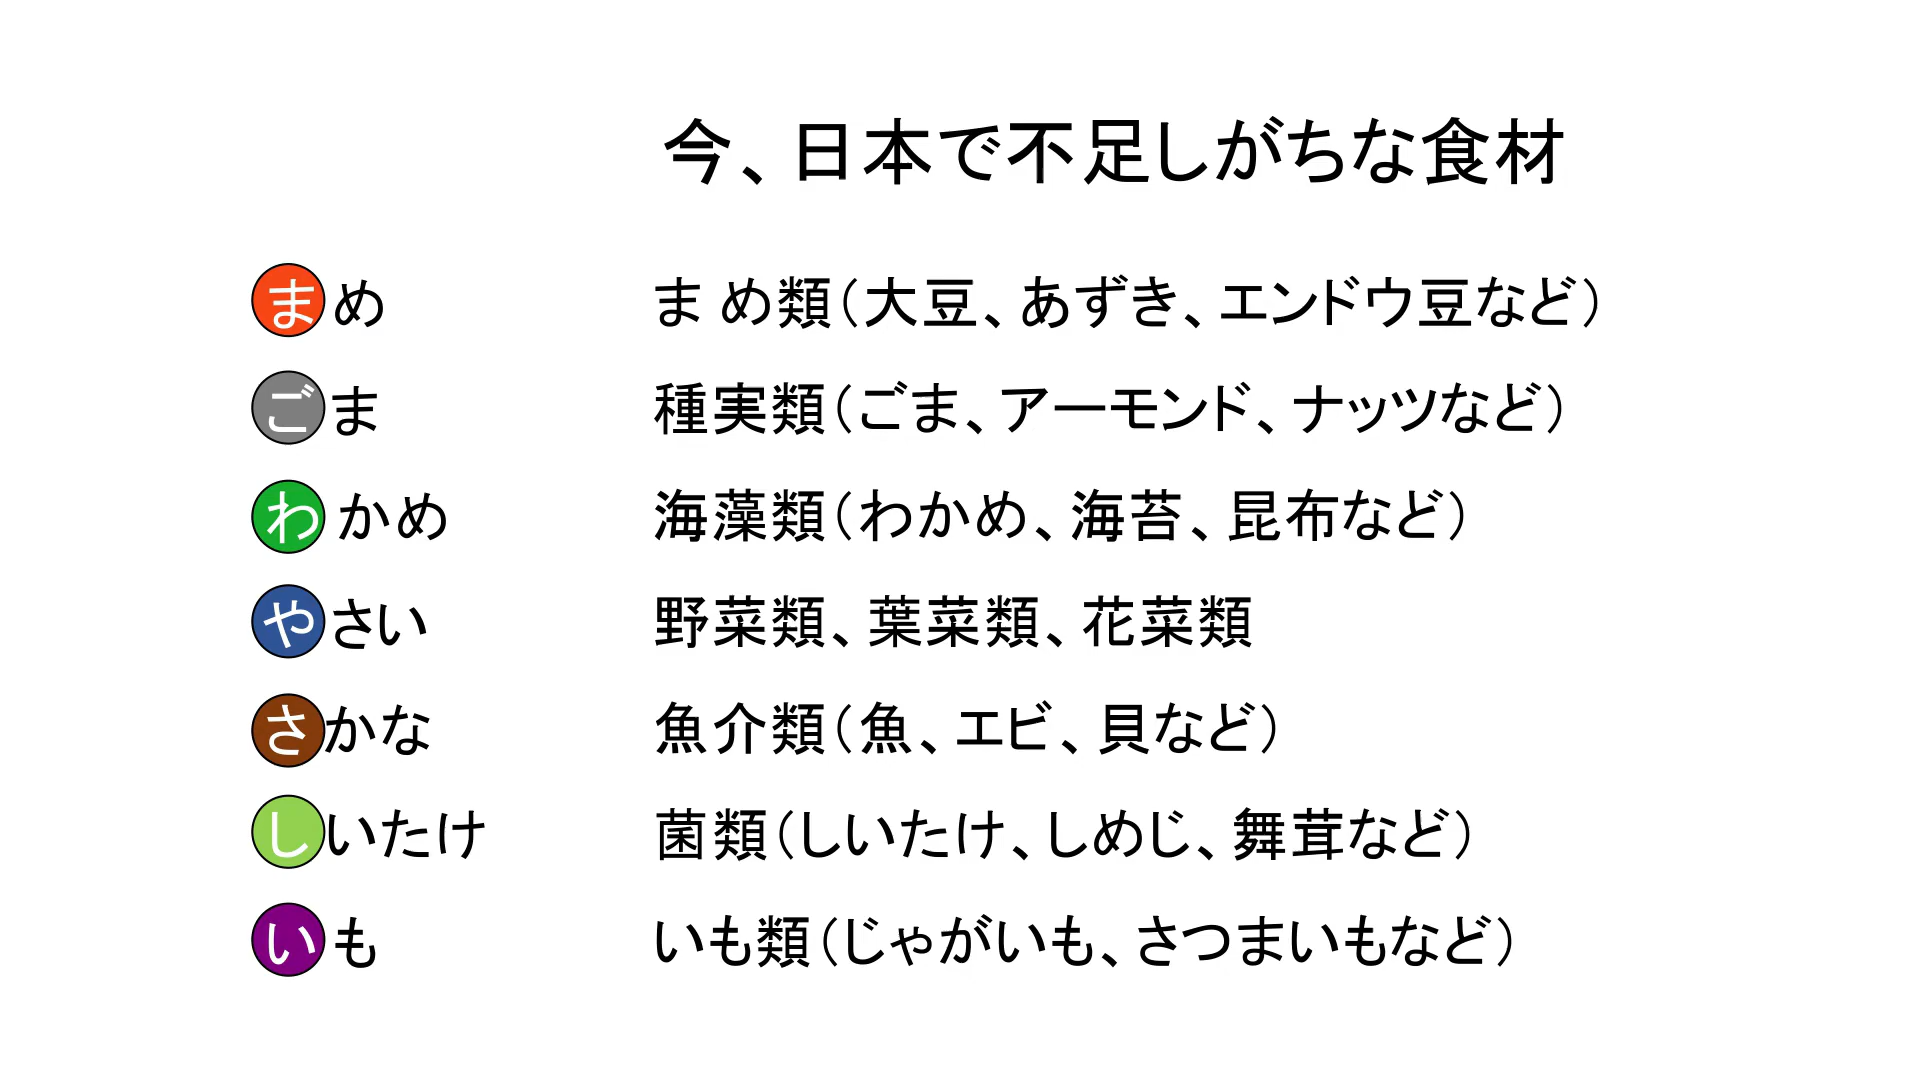 今、日本で不足しがちな食材
まめ ま め類（大豆、あずき、エンドウ豆など）
ごま 種実類（ごま、アーモンド、ナッツなど）
わかめ 海藻類（わかめ、海苔、昆布など）
やさい 野菜類、葉菜類、花菜類
さかな 魚介類（魚、エビ、貝など）
しいたけ 菌類（しいたけ、しめじ、舞茸など）
いも いも類（じゃがいも、さつまいもなど）